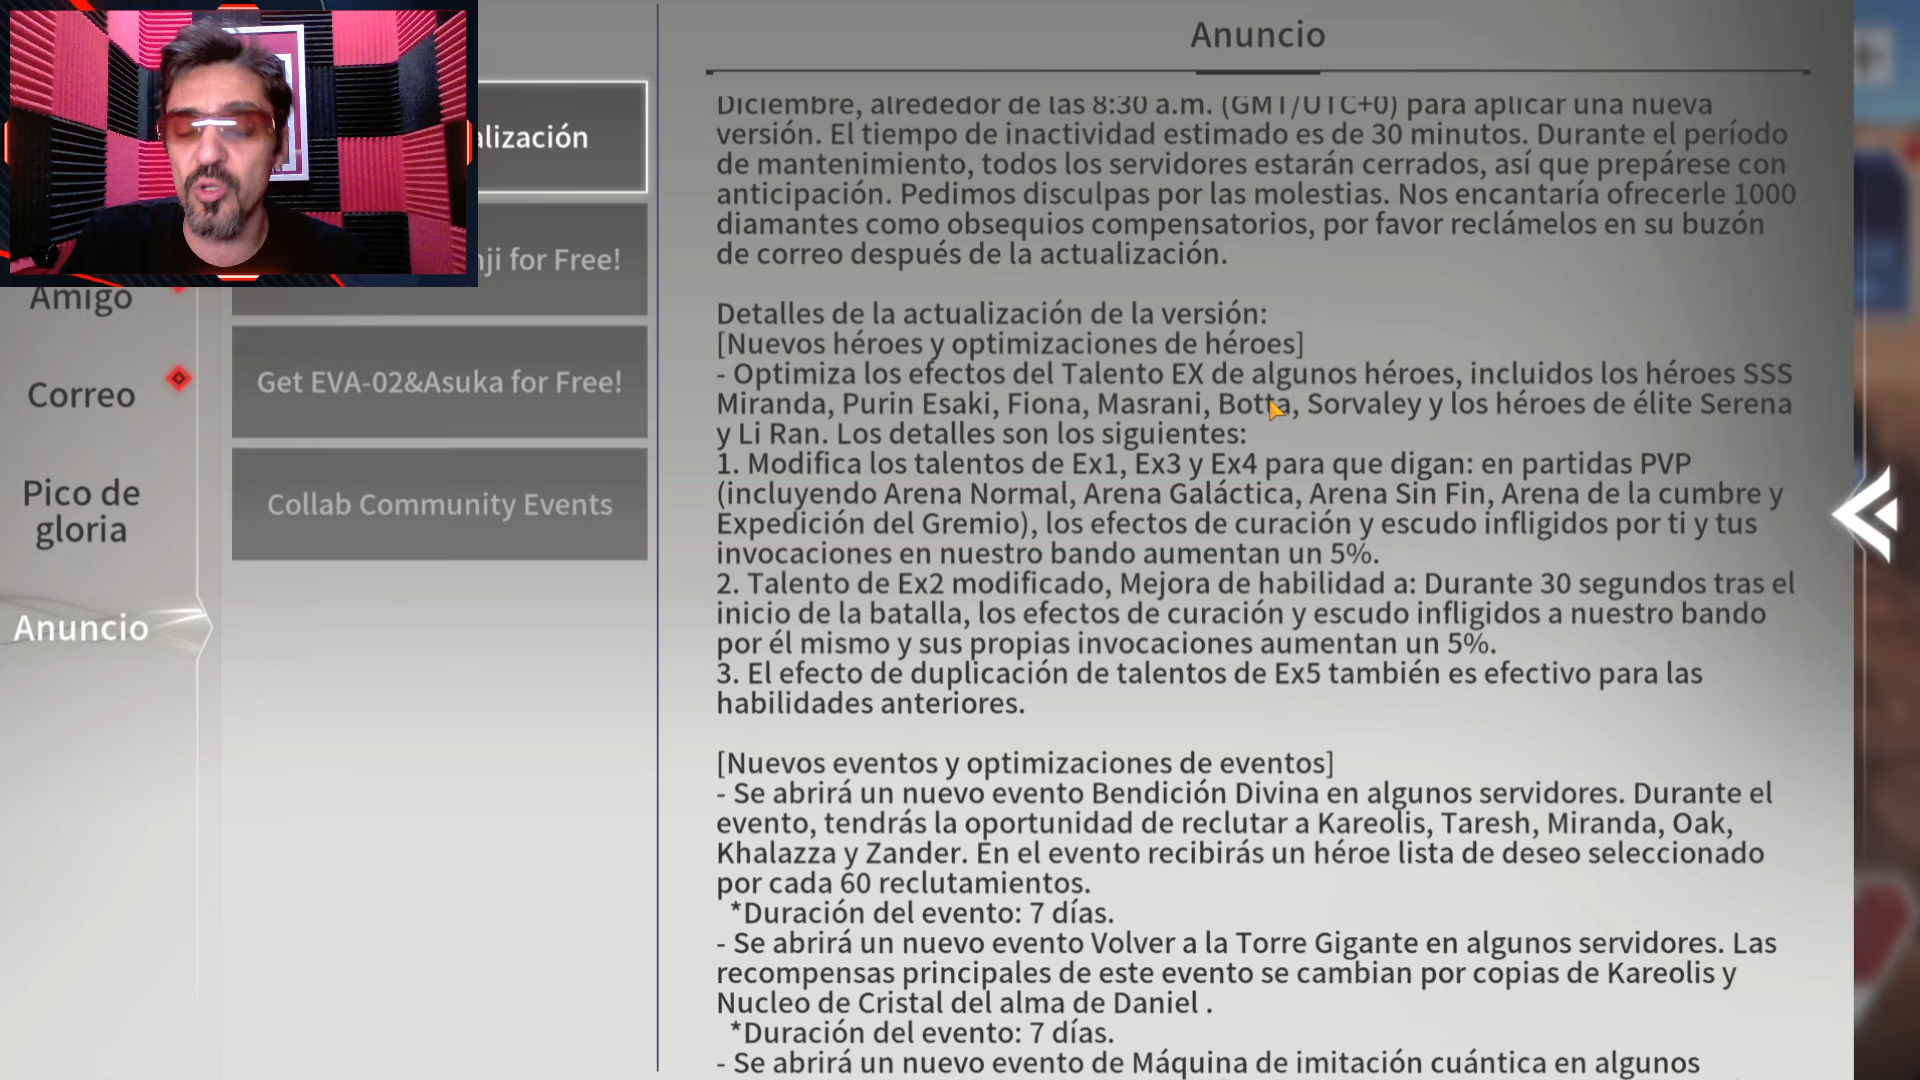 Anuncio
Diciembre, alrededor de las 8:30 a.m. (GMT/UTC+0) para aplicar una nueva
versión. El tiempo de inactividad estimado es de 30 minutos. Durante el período
de mantenimiento, todos los servidores estarán cerrados, así que prepárese con
anticipación. Pedimos disculpas por las molestias. Nos encantaría ofrecerle 1000
diamantes como obsequios compensatorios, por favor reclámelos en su buzón
de correo después de la actualización.
Detalles de la actualización de la versión:
[Nuevos héroes y optimizaciones de héroes]
- Optimiza los efectos del Talento EX de algunos héroes, incluidos los héroes SSS
Miranda, Purin Esaki, Fiona, Masrani, Botta, Sorvaley y los héroes de élite Serena
y Li Ran. Los detalles son los siguientes:
1. Modifica los talentos de Ex1, Ex3 y Ex4 para que digan: en partidas PVP
(incluyendo Arena Normal, Arena Galáctica, Arena Sin Fin, Arena de la cumbre y
Expedición del Gremio), los efectos de curación y escudo infligidos por ti y tus
invocaciones en nuestro bando aumentan un 5%.
2. Talento de Ex2 modificado, Mejora de habilidad a: Durante 30 segundos tras el
inicio de la batalla, los efectos de curación y escudo infligidos a nuestro bando
por él mismo y sus propias invocaciones aumentan un 5%.
3. El efecto de duplicación de talentos de Ex5 también es efectivo para las
habilidades anteriores.
[Nuevos eventos y optimizaciones de eventos]
- Se abrirá un nuevo evento Bendición Divina en algunos servidores. Durante el
evento, tendrás la oportunidad de reclutar a Kareolis, Taresh, Miranda, Oak,
Khalazza y Zander. En el evento recibirás un héroe lista de deseo seleccionado
por cada 60 reclutamientos.
*Duración del evento: 7 días.
- Se abrirá un nuevo evento Volver a la Torre Gigante en algunos servidores. Las
recompensas principales de este evento se cambian por copias de Kareolis y
Nucleo de Cristal del alma de Daniel .
*Duración del evento: 7 días.
- Se abrirá un nuevo evento de Máquina de imitación cuántica en algunos
alización
nji for Free!
Get EVA-02&Asuka for Free!
Collab Community Events
Amigo
Correo
Pico de
gloria
Anuncio